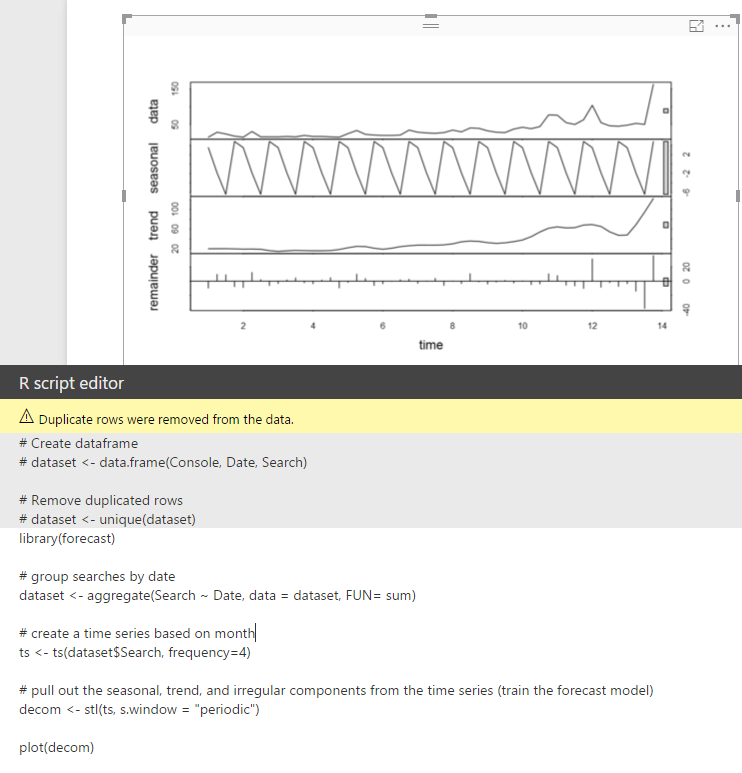 data
50 150
seasonal
-6 -2 2
trend
20 60 100
remainder
-40 0 20
2 4 6 8 10 12 14
time
R script editor
Duplicate rows were removed from the data.
# Create dataframe
# dataset <- data.frame(Console, Date, Search)
# Remove duplicated rows
# dataset <- unique(dataset)
library(forecast)
# group searches by date
dataset <- aggregate(Search ~ Date, data = dataset, FUN= sum)
# create a time series based on month
ts <- ts(dataset$Search, frequency=4)
# pull out the seasonal, trend, and irregular components from the time series (train the forecast model)
decom <- stl(ts, s.window = "periodic")
plot(decom)